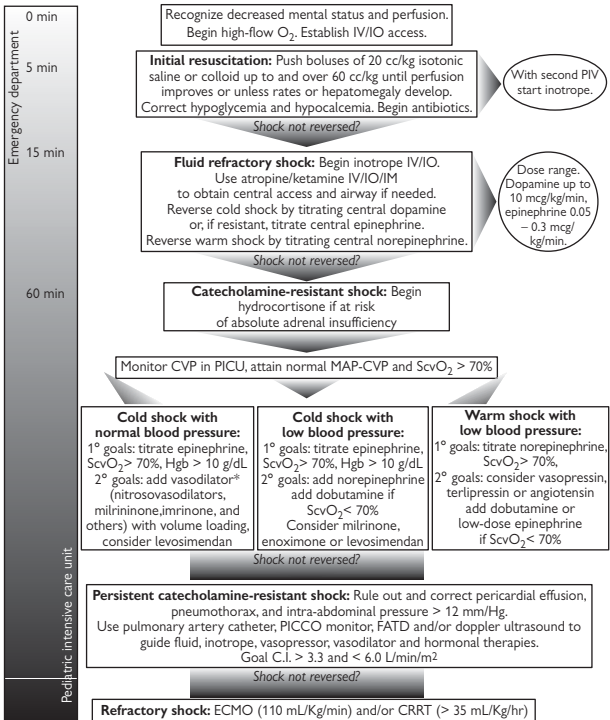 0 min
Emergency department
5 min
15 min
60 min
Pediatric intensive care unit
Recognize decreased mental status and perfusion.
Begin high-flow O₂. Establish IV/IO access.
Initial resuscitation: Push boluses of 20 cc/kg isotonic
saline or colloid up to and over 60 cc/kg until perfusion
improves or unless rates or hepatomegaly develop.
Correct hypoglycemia and hypocalcemia. Begin antibiotics.
With second PIV
start inotrope.
Shock not reversed?
Fluid refractory shock: Begin inotrope IV/IO.
Use atropine/ketamine IV/IO/IM
to obtain central access and airway if needed.
Reverse cold shock by titrating central dopamine
or, if resistant, titrate central epinephrine.
Reverse warm shock by titrating central norepinephrine.
Dose range.
Dopamine up to
10 mcg/kg/min,
epinephrine 0.05
– 0.3 mcg/
kg/min.
Shock not reversed?
Catecholamine-resistant shock: Begin
hydrocortisone if at risk
of absolute adrenal insufficiency
Monitor CVP in PICU, attain normal MAP-CVP and ScvO₂ > 70%
Cold shock with
normal blood pressure:
1° goals: titrate epinephrine,
ScvO₂> 70%, Hgb > 10 g/dL
2° goals: add vasodilator*
(nitrosovasodilators,
milrininone,imrinone, and
others) with volume loading,
consider levosimendan
Cold shock with
low blood pressure:
1° goals: titrate epinephrine,
ScvO₂> 70%, Hgb > 10 g/dL
2° goals: add norepinephrine
add dobutamine if
ScvO₂< 70%
Consider milrinone,
enoximone or levosimendan
Warm shock with
low blood pressure:
1° goals: titrate norepinephrine,
ScvO₂> 70%,
2° goals: consider vasopressin,
terlipressin or angiotensin
add dobutamine or
low-dose epinephrine
if ScvO₂< 70%
Shock not reversed?
Persistent catecholamine-resistant shock: Rule out and correct pericardial effusion,
pneumothorax, and intra-abdominal pressure > 12 mm/Hg.
Use pulmonary artery catheter, PICCO monitor, FATD and/or doppler ultrasound to
guide fluid, inotrope, vasopressor, vasodilator and hormonal therapies.
Goal C.I. > 3.3 and < 6.0 L/min/m²
Shock not reversed?
Refractory shock: ECMO (110 mL/Kg/min) and/or CRRT (> 35 mL/Kg/hr)